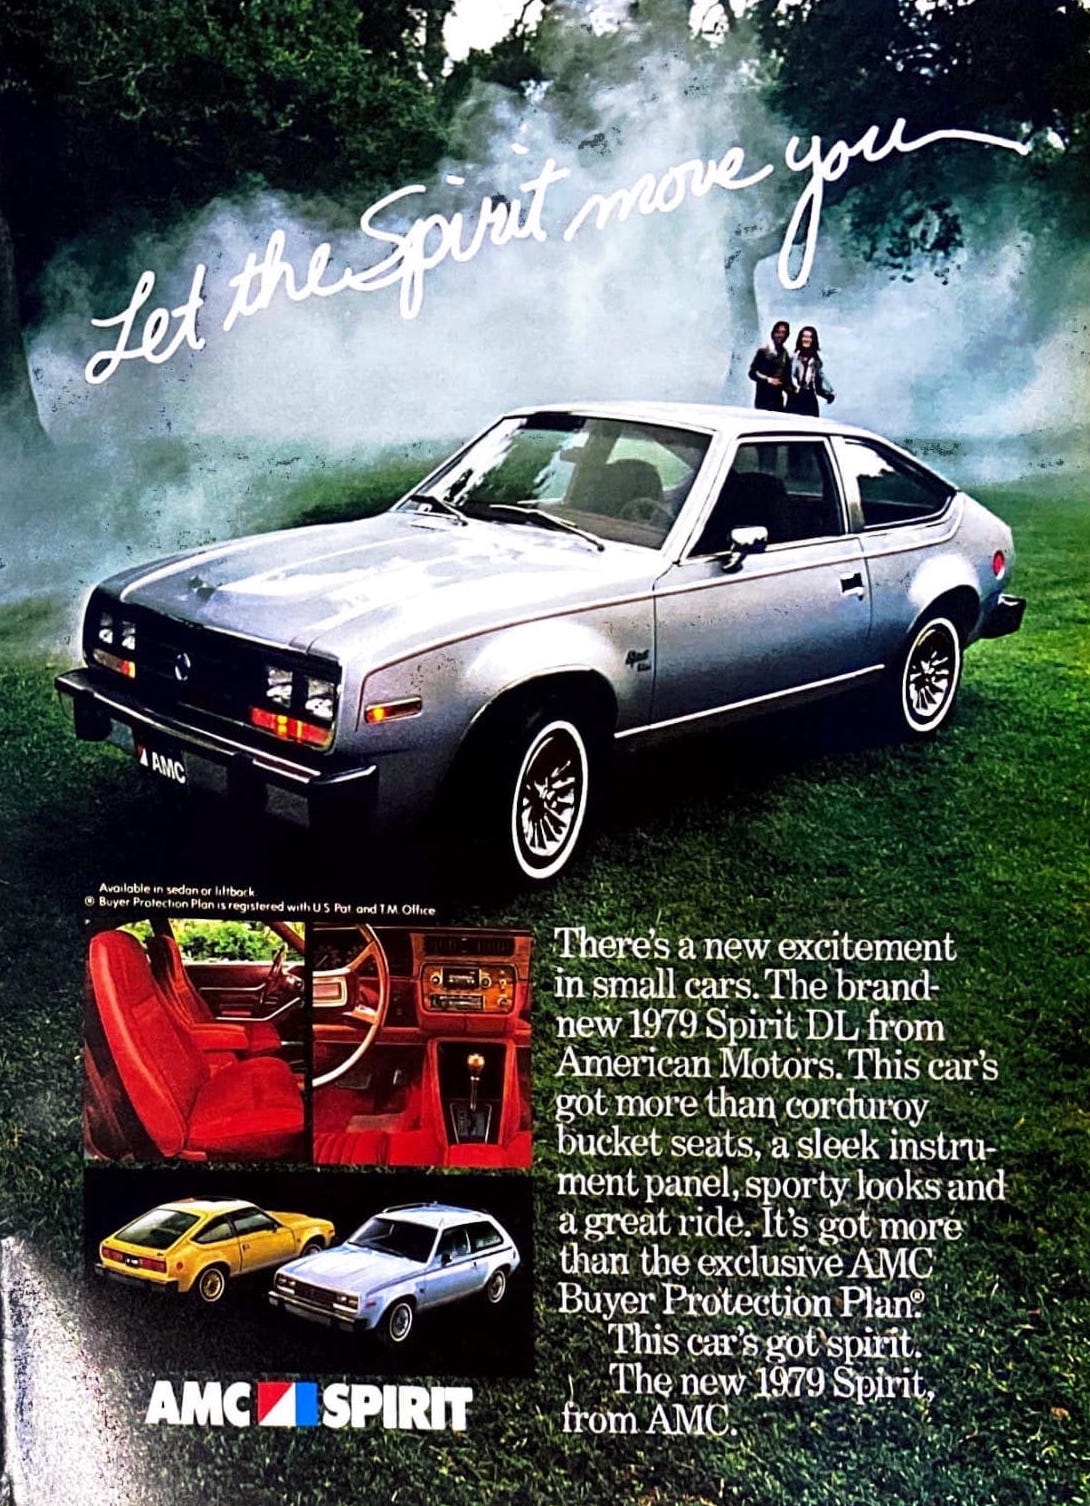 Let the Spirit move you
AMC
Available in sedan or liftback
® Buyer Protection Plan is registered with U S Pat. and T M. Office
There's a new excitement
in small cars. The brand-
new 1979 Spirit DL from
American Motors. This car's
got more than corduroy
bucket seats, a sleek instru-
ment panel, sporty looks and
a great ride. It's got more
than the exclusive AMC
Buyer Protection Plan.®
This car's got spirit.
The new 1979 Spirit,
from AMC.
AMC SPIRIT